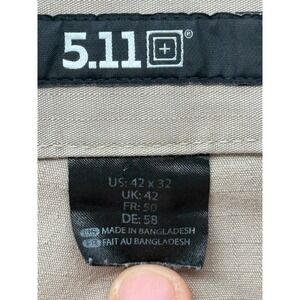 5.11®
US: 42 x 32
UK: 42
FR: 50
DE: 58
MADE IN BANGLADESH
FAIT AU BANGLADESH